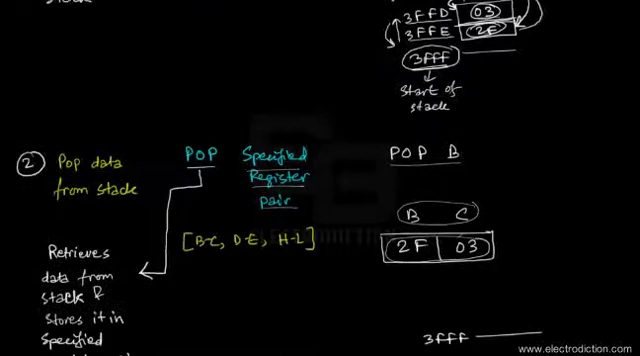 stack
3FFD 03
3FFE 2F
3FFF
start of
stack
2 Pop data
from stack
POP Specified
Register
pair
[B-C, D-E, H-L]
POP B
B C
2F 03
Retrieves
data from
stack &
stores it in
Specified
3FFF
www.electrodiction.com